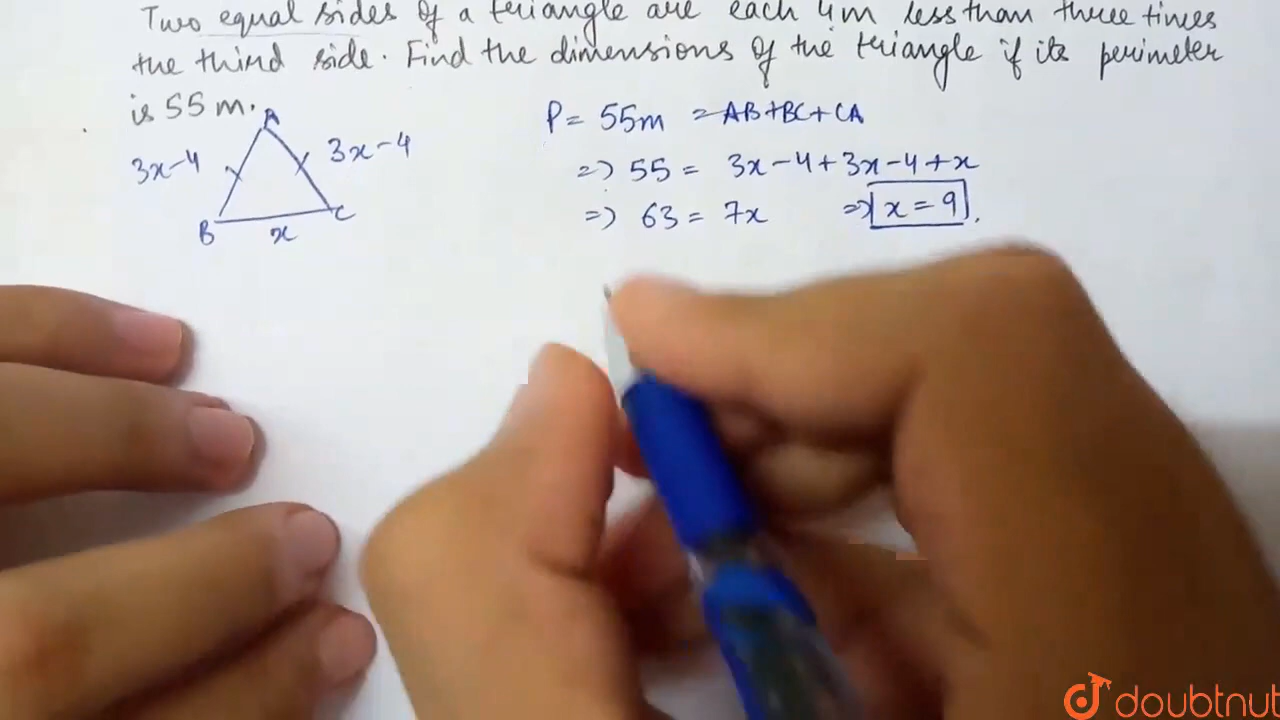 Two equal sides of a triangle are each 4m less than three times
the third side. Find the dimensions of the triangle if its perimeter
is 55 m.
A
3x-4
3x-4
B
x
C
P = 55m = AB+BC+CA
=> 55 = 3x-4+3x-4+x
=> 63 = 7x => x = 9.
doubtnut